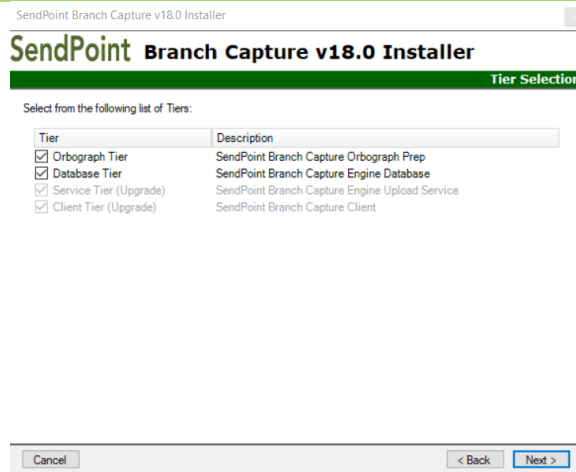 SendPoint Branch Capture v18.0 Installer
SendPoint Branch Capture v18.0 Installer
Tier Selection
Select from the following list of Tiers:
Tier Description
Orbograph Tier SendPoint Branch Capture Orbograph Prep
Database Tier SendPoint Branch Capture Engine Database
Service Tier (Upgrade) SendPoint Branch Capture Engine Upload Service
Client Tier (Upgrade) SendPoint Branch Capture Client
Cancel < Back Next >